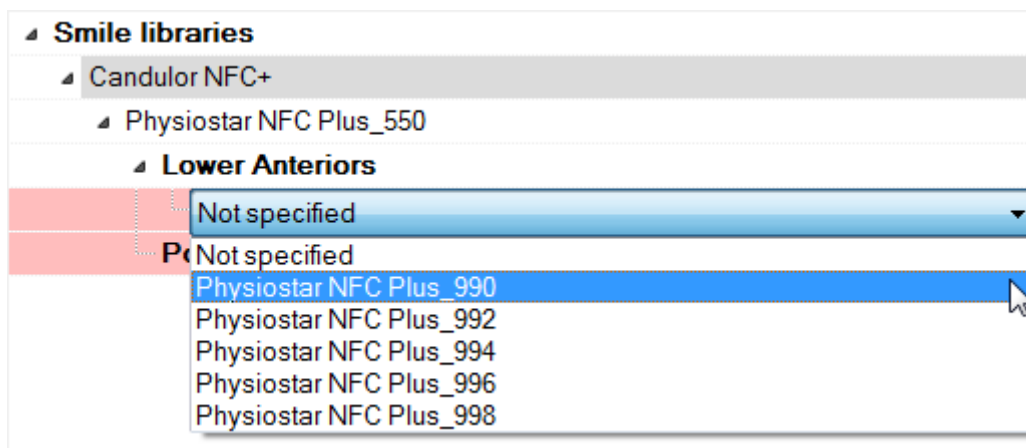 Smile libraries
Candulor NFC+
Physiostar NFC Plus_550
Lower Anteriors
Not specified
Not specified
Physiostar NFC Plus_990
Physiostar NFC Plus_992
Physiostar NFC Plus_994
Physiostar NFC Plus_996
Physiostar NFC Plus_998